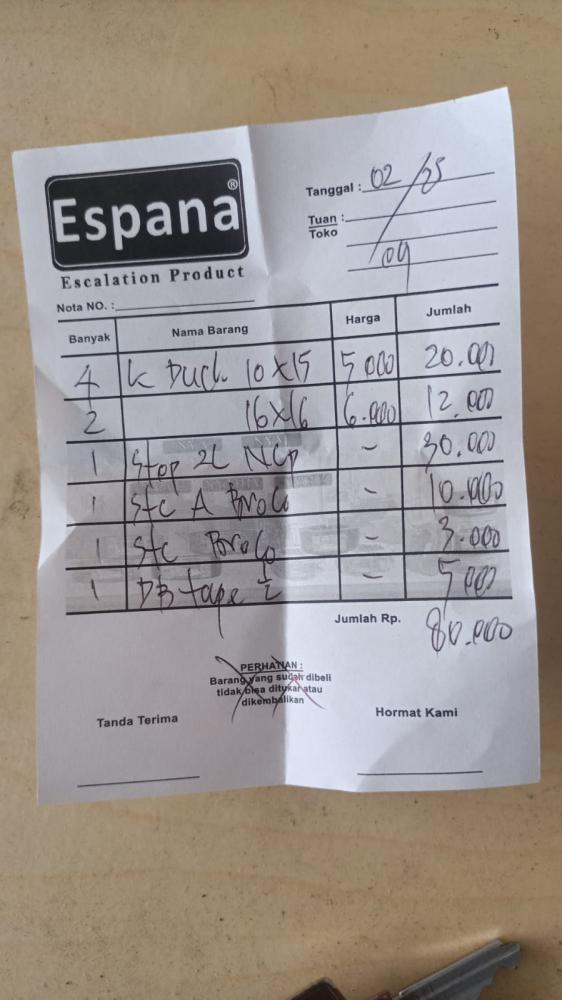 Espana®
Escalation Product
Tanggal : 02 / 25
Tuan :
Toko
09
Nota NO. :
Banyak Nama Barang Harga Jumlah
4 K Duck 10x15 5 000 20.000
2 16x16 6.000 12.000
1 Stop 2L NCP - 30.000
1 Stc A Broco - 10.000
1 Stc Broco - 3.000
1 DB tape 1/2 - 5 000
Jumlah Rp. 80.000
PERHATIAN :
Barang yang sudah dibeli
tidak bisa ditukar atau
dikembalikan
Tanda Terima Hormat Kami